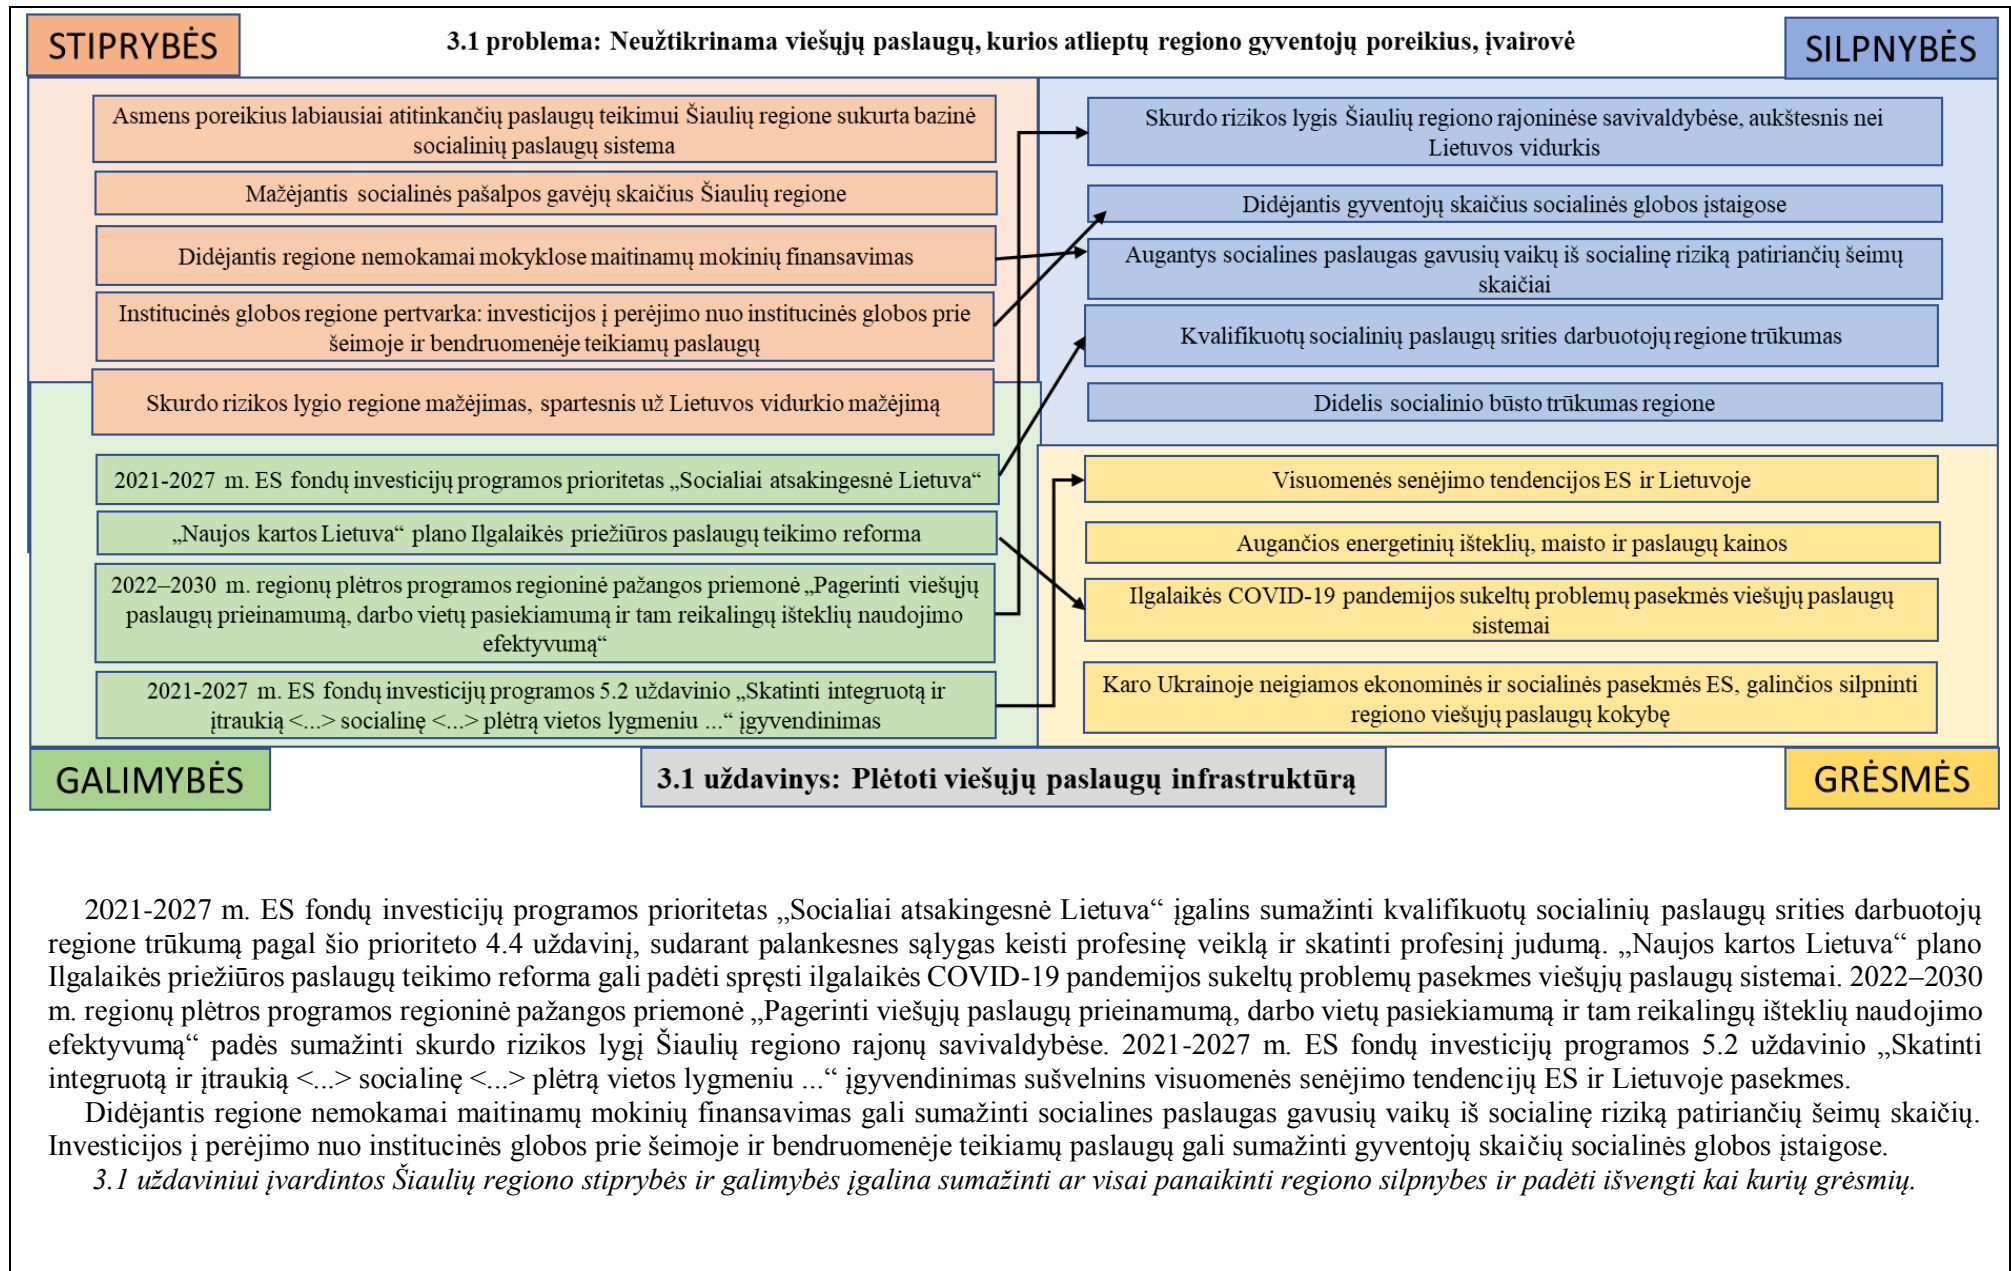 STIPRYBĖS
3.1 problema: Neužtikrinama viešųjų paslaugų, kurios atlieptų regiono gyventojų poreikius, įvairovė
SILPNYBĖS
Asmens poreikius labiausiai atitinkančių paslaugų teikimui Šiaulių regione sukurta bazinė
socialinių paslaugų sistema
Mažėjantis socialinės pašalpos gavėjų skaičius Šiaulių regione
Didėjantis regione nemokamai mokyklose maitinamų mokinių finansavimas
Institucinės globos regione pertvarka: investicijos į perėjimo nuo institucinės globos prie
šeimoje ir bendruomenėje teikiamų paslaugų
Skurdo rizikos lygio regione mažėjimas, spartesnis už Lietuvos vidurkio mažėjimą
Skurdo rizikos lygis Šiaulių regiono rajoninėse savivaldybėse, aukštesnis nei
Lietuvos vidurkis
Didėjantis gyventojų skaičius socialinės globos įstaigose
Augantys socialines paslaugas gavusių vaikų iš socialinę riziką patiriančių šeimų
skaičiai
Kvalifikuotų socialinių paslaugų srities darbuotojų regione trūkumas
Didelis socialinio būsto trūkumas regione
2021-2027 m. ES fondų investicijų programos prioritetas „Socialiai atsakingesnė Lietuva“
„Naujos kartos Lietuva“ plano Ilgalaikės priežiūros paslaugų teikimo reforma
2022–2030 m. regionų plėtros programos regioninė pažangos priemonė „Pagerinti viešųjų
paslaugų prieinamumą, darbo vietų pasiekiamumą ir tam reikalingų išteklių naudojimo
efektyvumą“
2021-2027 m. ES fondų investicijų programos 5.2 uždavinio „Skatinti integruotą ir
įtraukią <...> socialinę <...> plėtrą vietos lygmeniu ...“ įgyvendinimas
Visuomenės senėjimo tendencijos ES ir Lietuvoje
Augančios energetinių išteklių, maisto ir paslaugų kainos
Ilgalaikės COVID-19 pandemijos sukeltų problemų pasekmės viešųjų paslaugų
sistemai
Karo Ukrainoje neigiamos ekonominės ir socialinės pasekmės ES, galinčios silpninti
regiono viešųjų paslaugų kokybę
GALIMYBĖS
3.1 uždavinys: Plėtoti viešųjų paslaugų infrastruktūrą
GRĖSMĖS
2021-2027 m. ES fondų investicijų programos prioritetas „Socialiai atsakingesnė Lietuva“ įgalins sumažinti kvalifikuotų socialinių paslaugų srities darbuotojų
regione trūkumą pagal šio prioriteto 4.4 uždavinį, sudarant palankesnes sąlygas keisti profesinę veiklą ir skatinti profesinį judumą. „Naujos kartos Lietuva“ plano
Ilgalaikės priežiūros paslaugų teikimo reforma gali padėti spręsti ilgalaikės COVID-19 pandemijos sukeltų problemų pasekmes viešųjų paslaugų sistemai. 2022–2030
m. regionų plėtros programos regioninė pažangos priemonė „Pagerinti viešųjų paslaugų prieinamumą, darbo vietų pasiekiamumą ir tam reikalingų išteklių naudojimo
efektyvumą“ padės sumažinti skurdo rizikos lygį Šiaulių regiono rajonų savivaldybėse. 2021-2027 m. ES fondų investicijų programos 5.2 uždavinio „Skatinti
integruotą ir įtraukią <...> socialinę <...> plėtrą vietos lygmeniu ...“ įgyvendinimas sušvelnins visuomenės senėjimo tendencijų ES ir Lietuvoje pasekmes.
Didėjantis regione nemokamai maitinamų mokinių finansavimas gali sumažinti socialines paslaugas gavusių vaikų iš socialinę riziką patiriančių šeimų skaičių.
Investicijos į perėjimo nuo institucinės globos prie šeimoje ir bendruomenėje teikiamų paslaugų gali sumažinti gyventojų skaičių socialinės globos įstaigose.
3.1 uždaviniui įvardintos Šiaulių regiono stiprybės ir galimybės įgalina sumažinti ar visai panaikinti regiono silpnybes ir padėti išvengti kai kurių grėsmių.